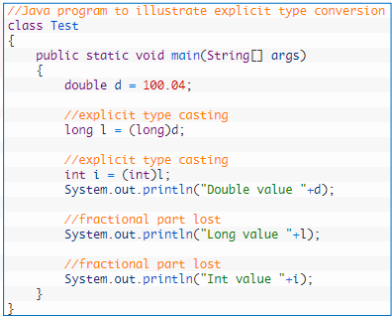 //Java program to illustrate explicit type conversion
class Test
{
    public static void main(String[] args)
    {
        double d = 100.04;

        //explicit type casting
        long l = (long)d;

        //explicit type casting
        int i = (int)l;
        System.out.println("Double value "+d);

        //fractional part lost
        System.out.println("Long value "+l);

        //fractional part lost
        System.out.println("Int value "+i);
    }
}